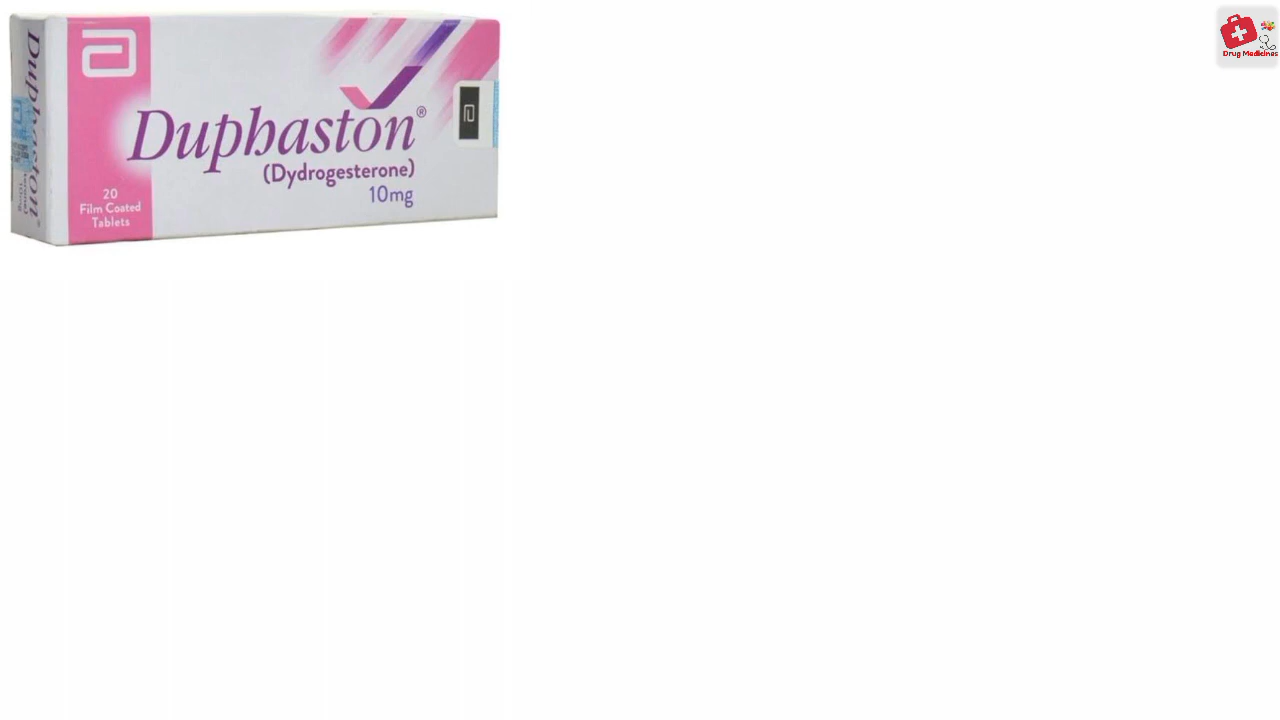 Duphaston®
(Dydrogesterone)
10mg
20
Film Coated
Tablets
Duphaston
Drug Medicines